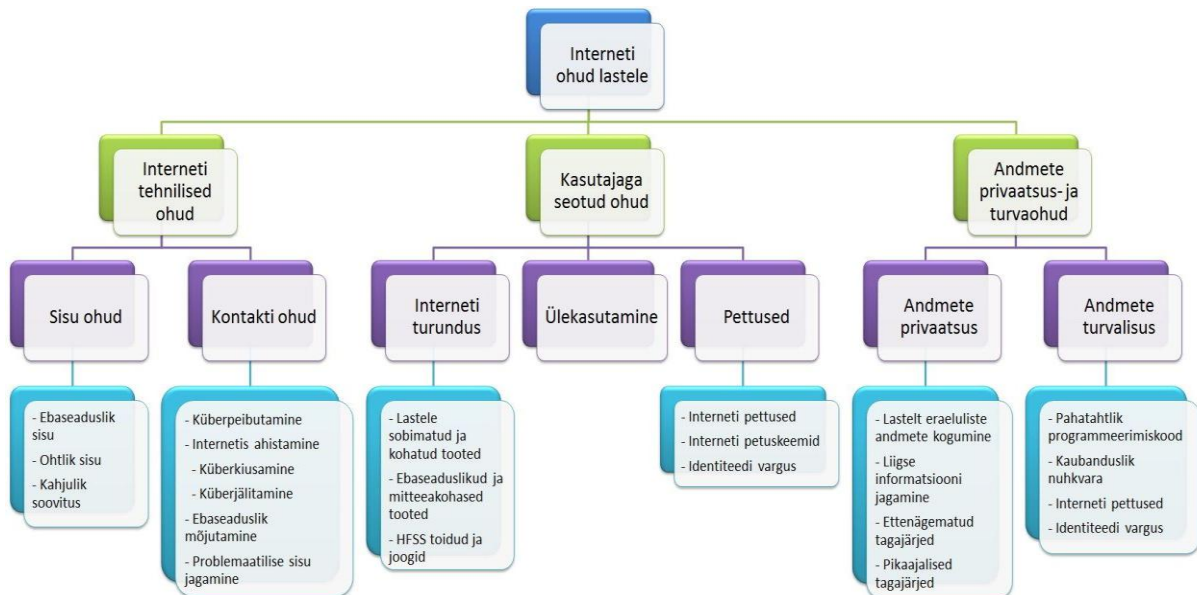 Interneti
ohud lastele
Interneti
tehnilised
ohud
Kasutajaga
seotud ohud
Andmete
privaatsus- ja
turvaohud
Sisu ohud
Kontakti ohud
Interneti
turundus
Ülekasutamine
Pettused
Andmete
privaatsus
Andmete
turvalisus
- Ebaseaduslik
sisu
- Ohtlik sisu
- Kahjulik
soovitus
- Küberpeibutamine
- Internetis ahistamine
- Küberkiusamine
- Küberjälitamine
- Ebaseaduslik
mõjutamine
- Problemaatilise sisu
jagamine
- Lastele
sobimatud ja
kohatud tooted
- Ebaseaduslikud ja
mitteeakohased
tooted
- HFSS toidud ja
joogid
- Interneti pettused
- Interneti petuskeemid
- Identiteedi vargus
- Lastelt eraeluliste
andmete kogumine
- Liigse
informatsiooni
jagamine
- Ettenägematud
tagajärjed
- Pikaajalised
tagajärjed
- Pahatahtlik
programmeerimiskood
- Kaubanduslik
nuhkvara
- Interneti pettused
- Identiteedi vargus